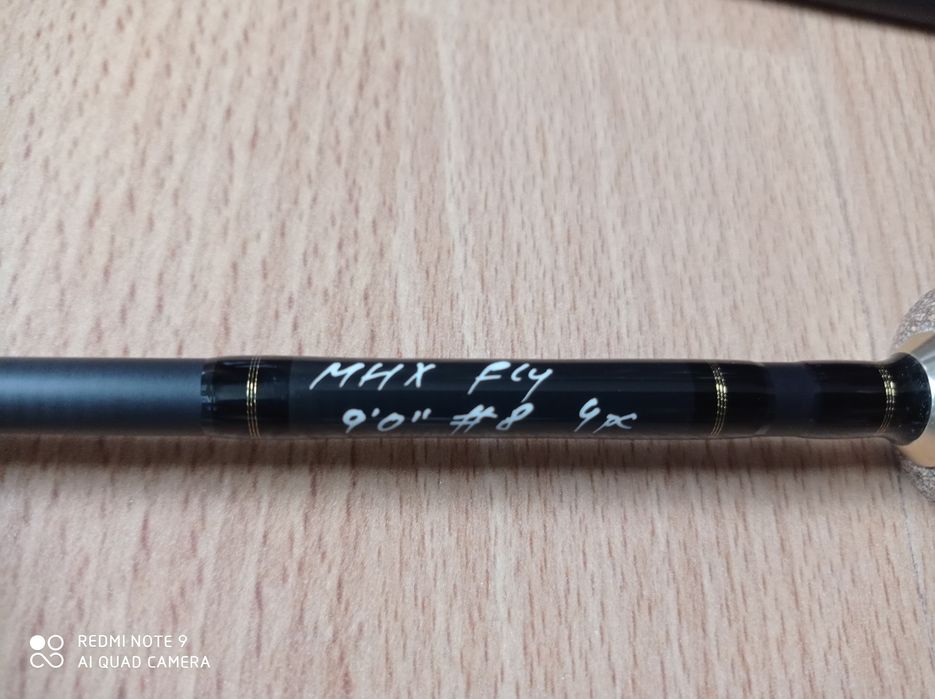 MHX Fly
9'0" #8 4x
REDMI NOTE 9
AI QUAD CAMERA